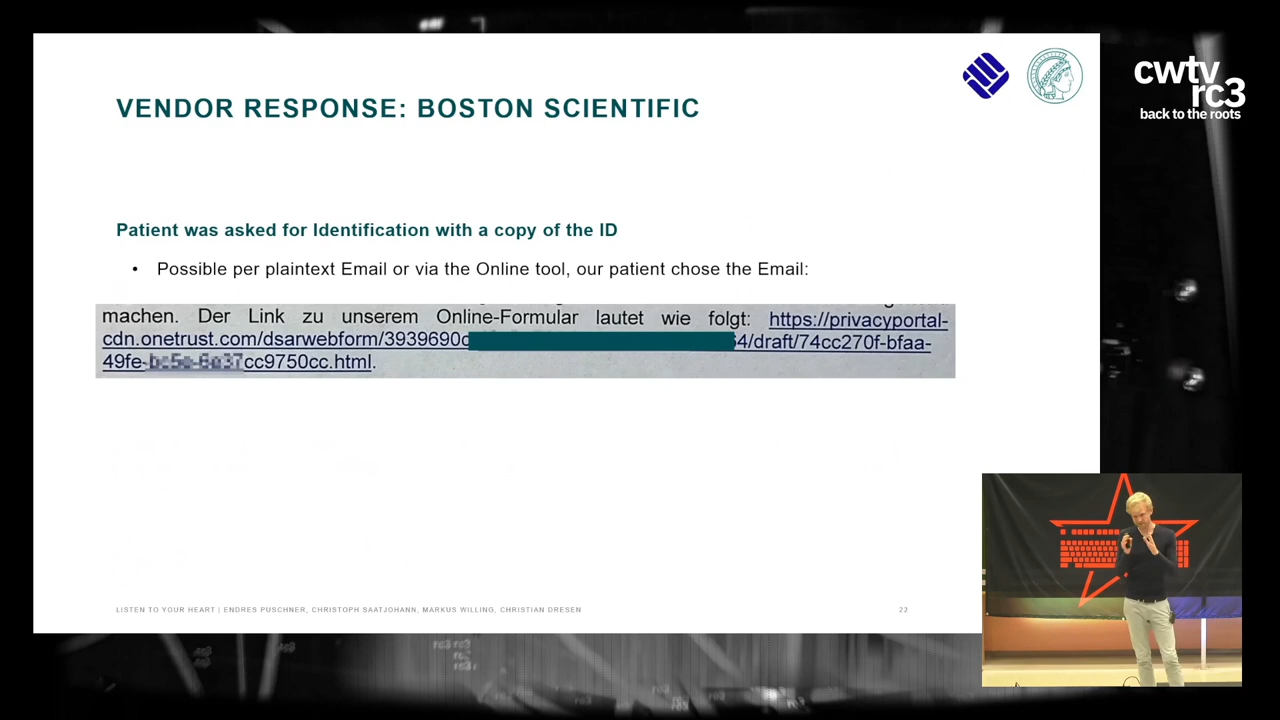 cwtv
rc3
back to the roots
VENDOR RESPONSE: BOSTON SCIENTIFIC
Patient was asked for Identification with a copy of the ID
• Possible per plaintext Email or via the Online tool, our patient chose the Email:
machen. Der Link zu unserem Online-Formular lautet wie folgt: https://privacyportal-
cdn.onetrust.com/dsarwebform/3939690c 64/draft/74cc270f-bfaa-
49fe- cc9750cc.html.
LISTEN TO YOUR HEART | ENDRES PUSCHNER, CHRISTOPH SAATJOHANN, MARKUS WILLING, CHRISTIAN DRESEN
22